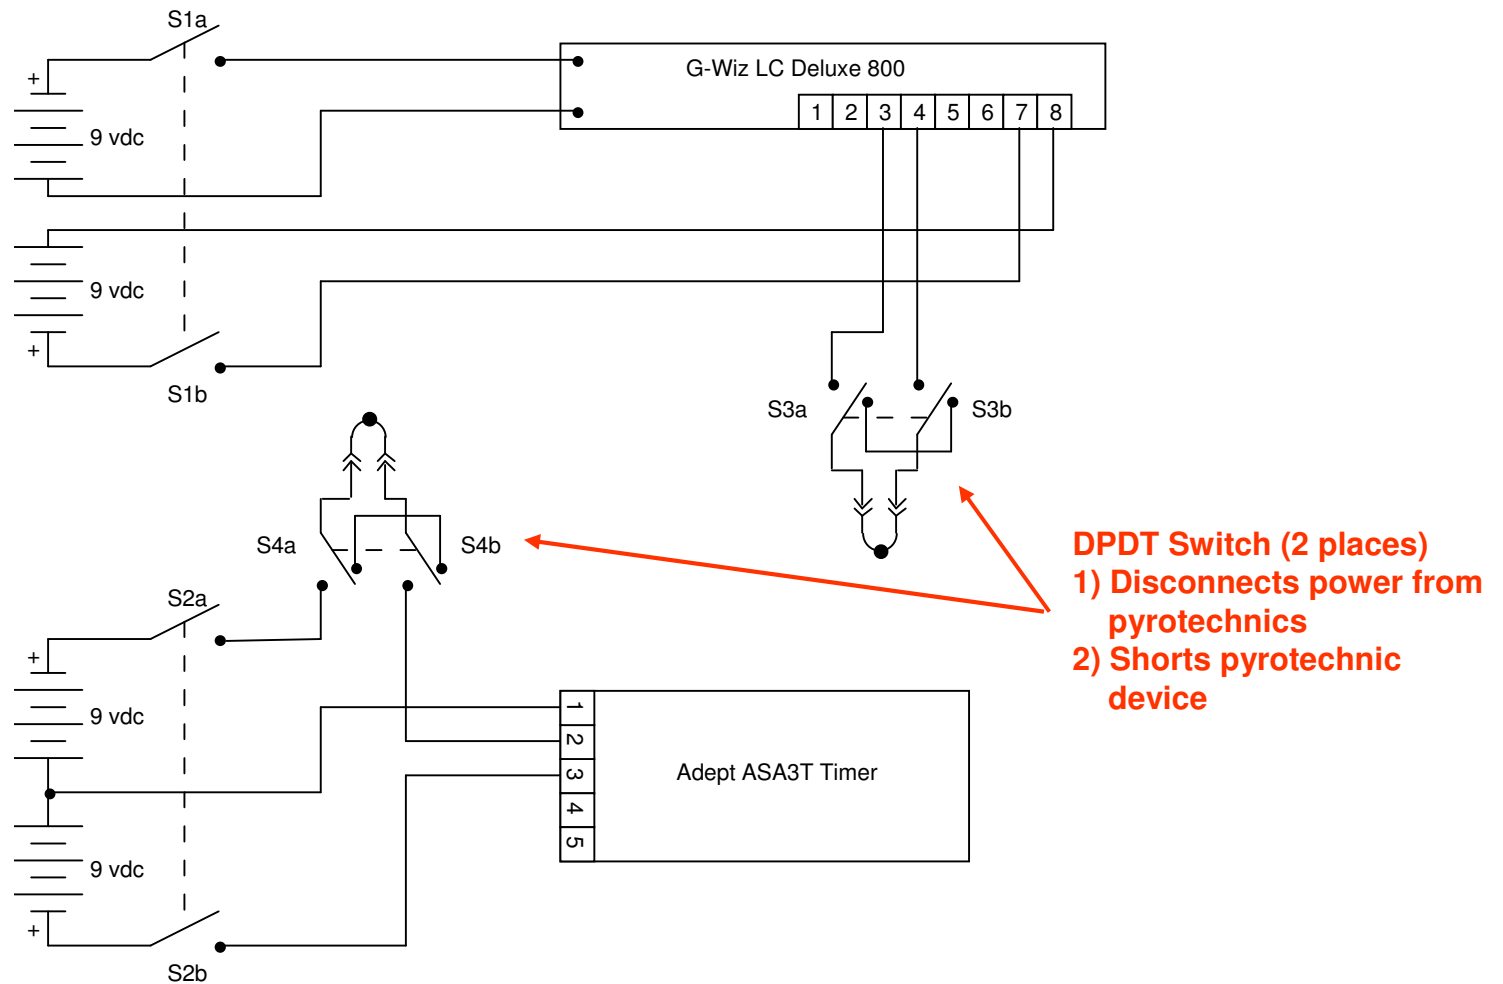 S1a
+
9 vdc
G-Wiz LC Deluxe 800
1 2 3 4 5 6 7 8
9 vdc
+
S1b
S3a
S3b
S4a
S4b
DPDT Switch (2 places)
1) Disconnects power from
pyrotechnics
2) Shorts pyrotechnic
device
S2a
+
9 vdc
1
2
3
4
5
Adept ASA3T Timer
9 vdc
+
S2b